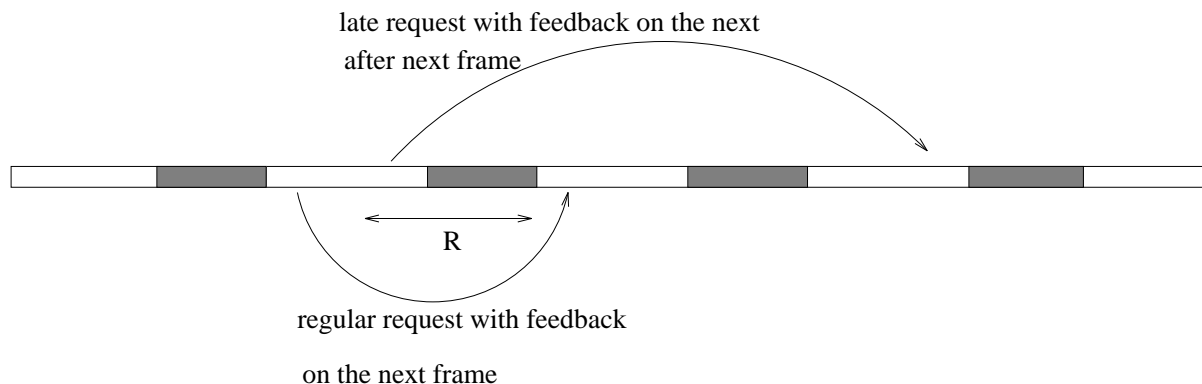 late request with feedback on the next
after next frame
R
regular request with feedback
on the next frame